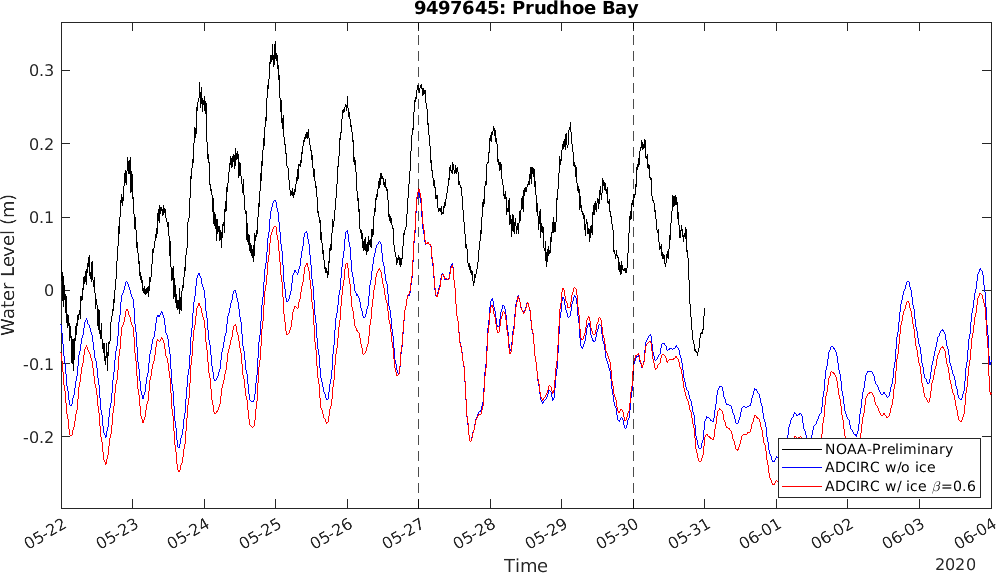 9497645: Prudhoe Bay
Water Level (m)
0.3
0.2
0.1
0
-0.1
-0.2
NOAA-Preliminary
ADCIRC w/o ice
ADCIRC w/ ice β=0.6
05-22 05-23 05-24 05-25 05-26 05-27 05-28 05-29 05-30 05-31 06-01 06-02 06-03 06-04
Time
2020